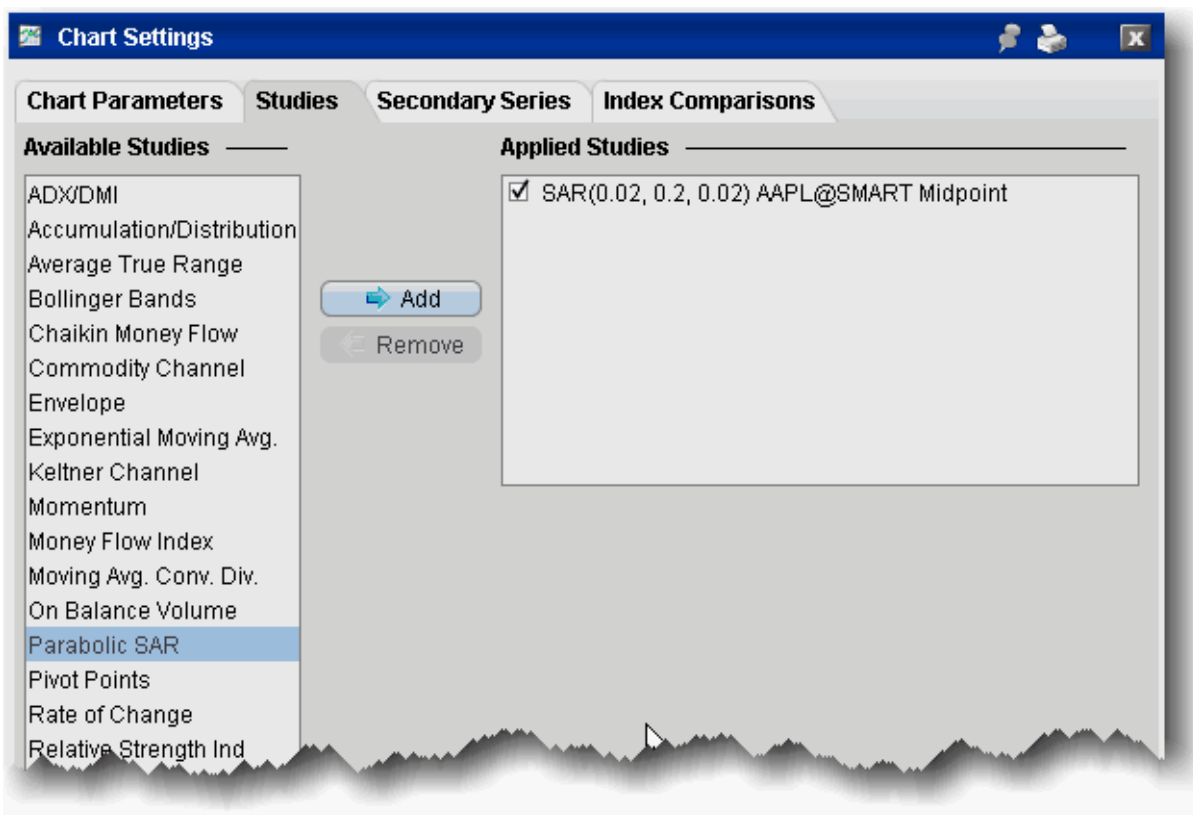 Chart Settings
Chart Parameters
Studies
Secondary Series
Index Comparisons
Available Studies
ADX/DMI
Accumulation/Distribution
Average True Range
Bollinger Bands
Chaikin Money Flow
Commodity Channel
Envelope
Exponential Moving Avg.
Keltner Channel
Momentum
Money Flow Index
Moving Avg. Conv. Div.
On Balance Volume
Parabolic SAR
Pivot Points
Rate of Change
Relative Strength Ind
Add
Remove
Applied Studies
SAR(0.02, 0.2, 0.02) AAPL@SMART Midpoint